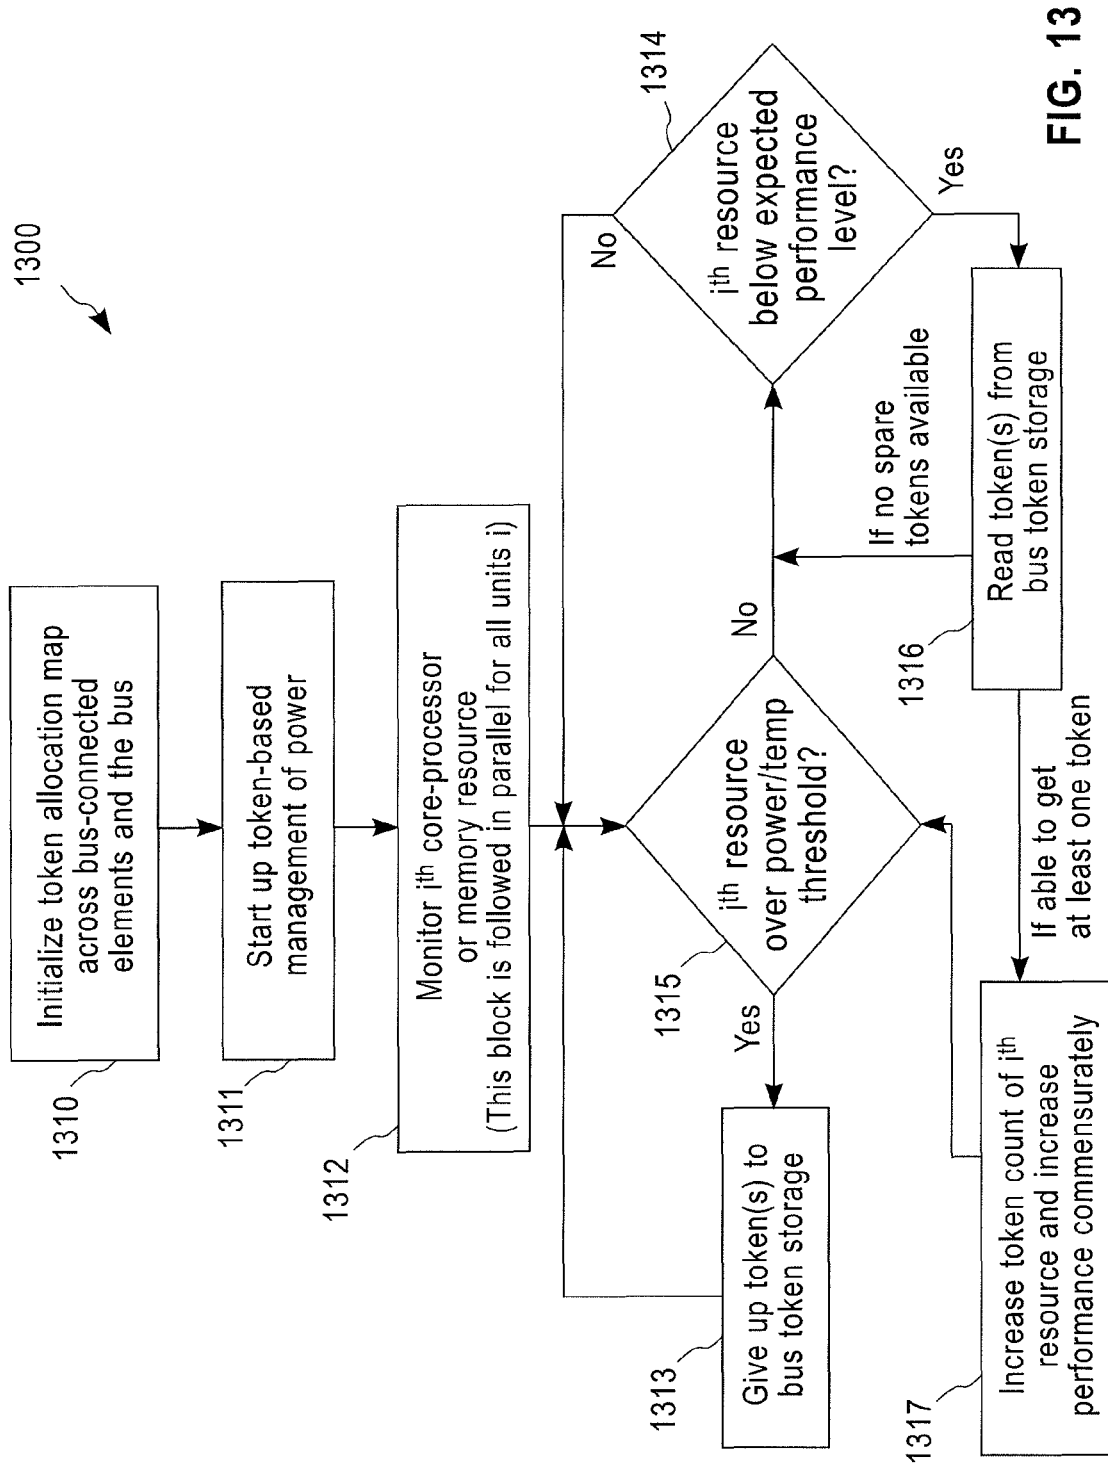 1300
1310
Initialize token allocation map
across bus-connected
elements and the bus
1311
Start up token-based
management of power
1312
Monitor iᵗʰ core-processor
or memory resource
(This block is followed in parallel for all units i)
1315
iᵗʰ resource
over power/temp
threshold?
Yes
No
1313
Give up token(s) to
bus token storage
1314
iᵗʰ resource
below expected
performance
level?
No
Yes
If no spare
tokens available
1316
Read token(s) from
bus token storage
If able to get
at least one token
1317
Increase token count of iᵗʰ
resource and increase
performance commensurately
FIG. 13